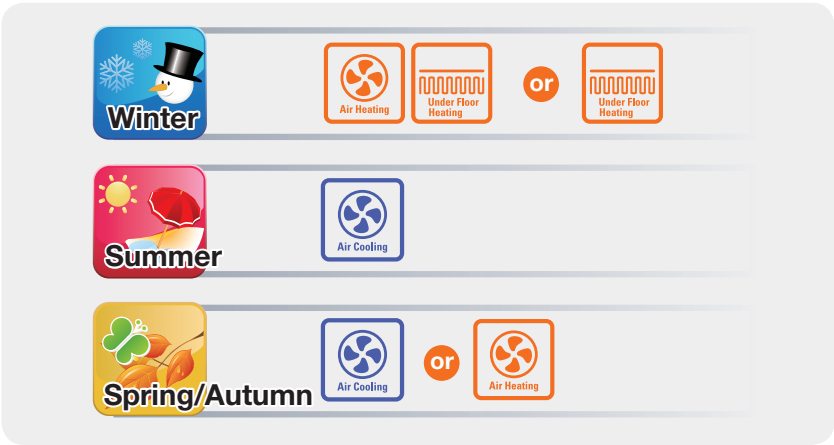 Winter
Air Heating
Under Floor
Heating
or
Under Floor
Heating
Summer
Air Cooling
Spring/Autumn
Air Cooling
or
Air Heating